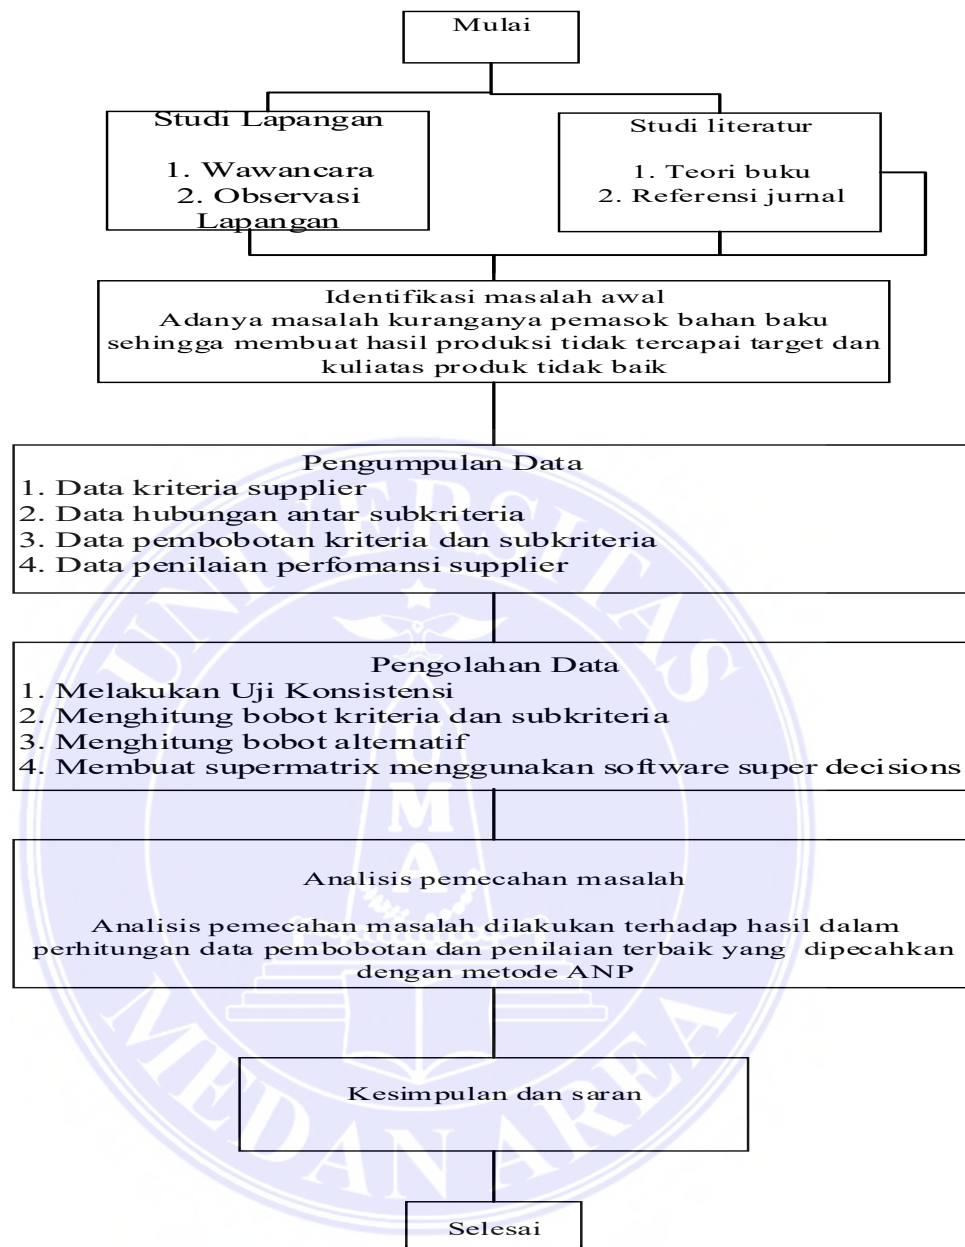 Mulai
Studi Lapangan
1. Wawancara
2. Observasi
Lapangan
Studi literatur
1. Teori buku
2. Referensi jurnal
Identifikasi masalah awal
Adanya masalah kuranganya pemasok bahan baku
sehingga membuat hasil produksi tidak tercapai target dan
kuliatas produk tidak baik
Pengumpulan Data
1. Data kriteria supplier
2. Data hubungan antar subkriteria
3. Data pembobotan kriteria dan subkriteria
4. Data penilaian perfomansi supplier
Pengolahan Data
1. Melakukan Uji Konsistensi
2. Menghitung bobot kriteria dan subkriteria
3. Menghitung bobot alternatif
4. Membuat supermatrix menggunakan software super decisions
Analisis pemecahan masalah
Analisis pemecahan masalah dilakukan terhadap hasil dalam
perhitungan data pembobotan dan penilaian terbaik yang dipecahkan
dengan metode ANP
Kesimpulan dan saran
Selesai
UNIVERSITAS
UMA
MEDAN AREA